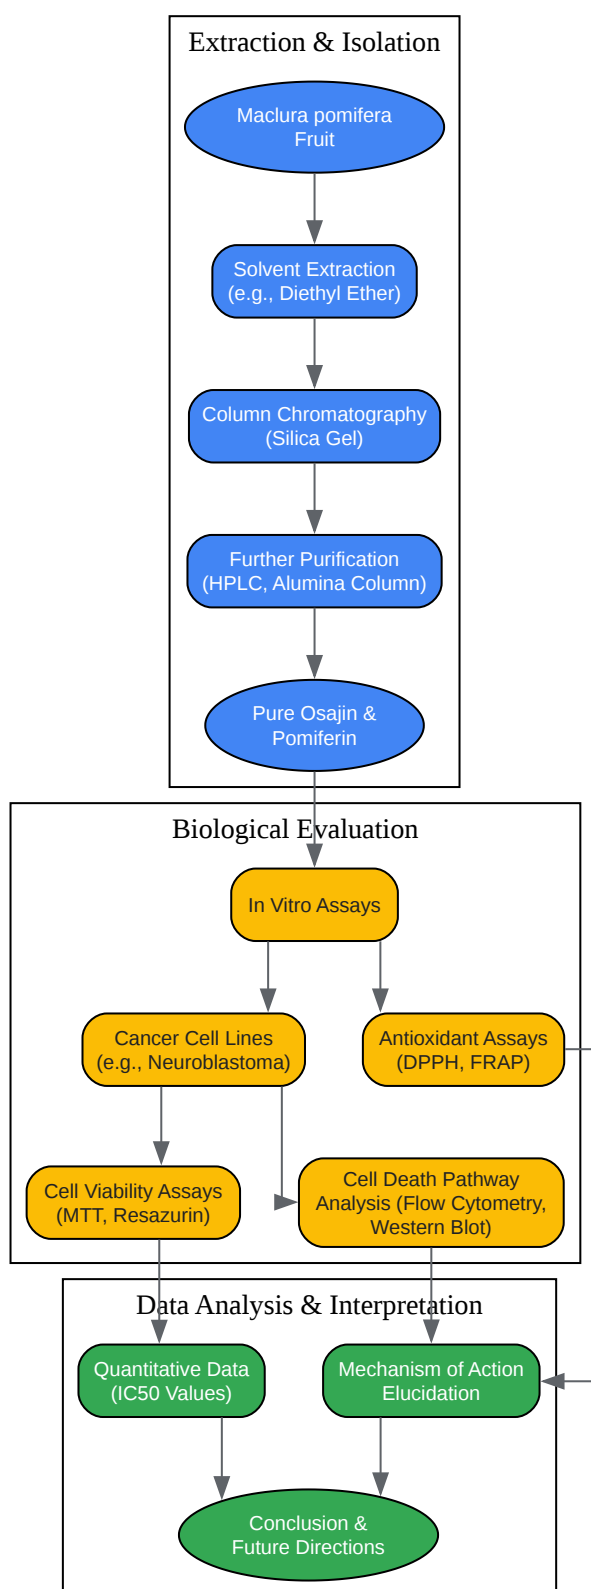 Extraction & Isolation
Maclura pomifera
Fruit
Solvent Extraction
(e.g., Diethyl Ether)
Column Chromatography
(Silica Gel)
Further Purification
(HPLC, Alumina Column)
Pure Osajin &
Pomiferin
Biological Evaluation
In Vitro Assays
Cancer Cell Lines
(e.g., Neuroblastoma)
Antioxidant Assays
(DPPH, FRAP)
Cell Viability Assays
(MTT, Resazurin)
Cell Death Pathway
Analysis (Flow Cytometry,
Western Blot)
Data Analysis & Interpretation
Quantitative Data
(IC50 Values)
Mechanism of Action
Elucidation
Conclusion &
Future Directions